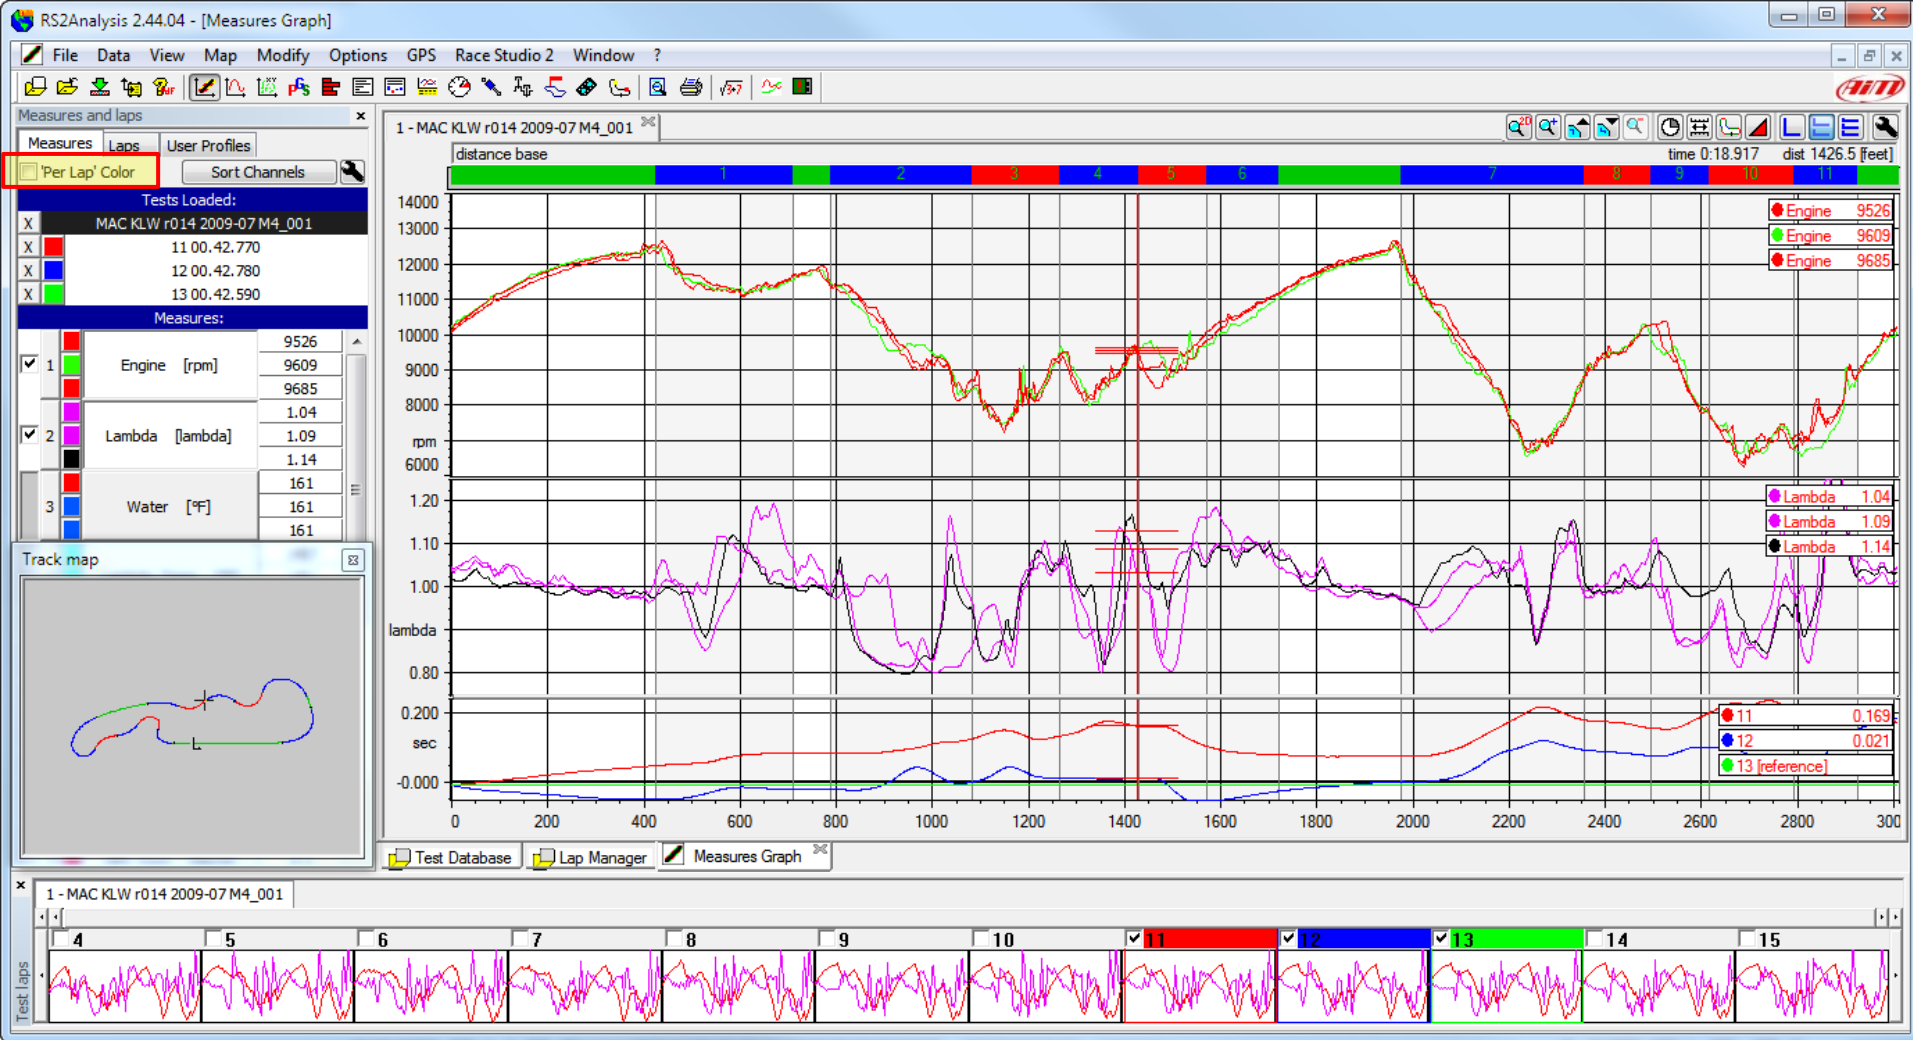 RS2Analysis 2.44.04 - [Measures Graph]
File Data View Map Modify Options GPS Race Studio 2 Window ?
AiM
Measures and laps
Measures Laps User Profiles
'Per Lap' Color Sort Channels
Tests Loaded:
X MAC KLW r014 2009-07 M4_001
X 11 00.42.770
X 12 00.42.780
X 13 00.42.590
Measures:
1 Engine [rpm] 9526 9609 9685
2 Lambda [lambda] 1.04 1.09 1.14
3 Water [ºF] 161 161 161
Track map
1 - MAC KLW r014 2009-07 M4_001
distance base time 0:18.917 dist 1426.5 [feet]
1 2 3 4 5 6 7 8 9 10 11
14000
13000
12000
11000
10000
9000
8000
rpm
6000
Engine 9526
Engine 9609
Engine 9685
1.20
1.10
1.00
lambda
0.80
Lambda 1.04
Lambda 1.09
Lambda 1.14
0.200
sec
-0.000
11 0.169
12 0.021
13 [reference]
0 200 400 600 800 1000 1200 1400 1600 1800 2000 2200 2400 2600 2800 300
Test Database Lap Manager Measures Graph
1 - MAC KLW r014 2009-07 M4_001
4 5 6 7 8 9 10 11 12 13 14 15
Test laps